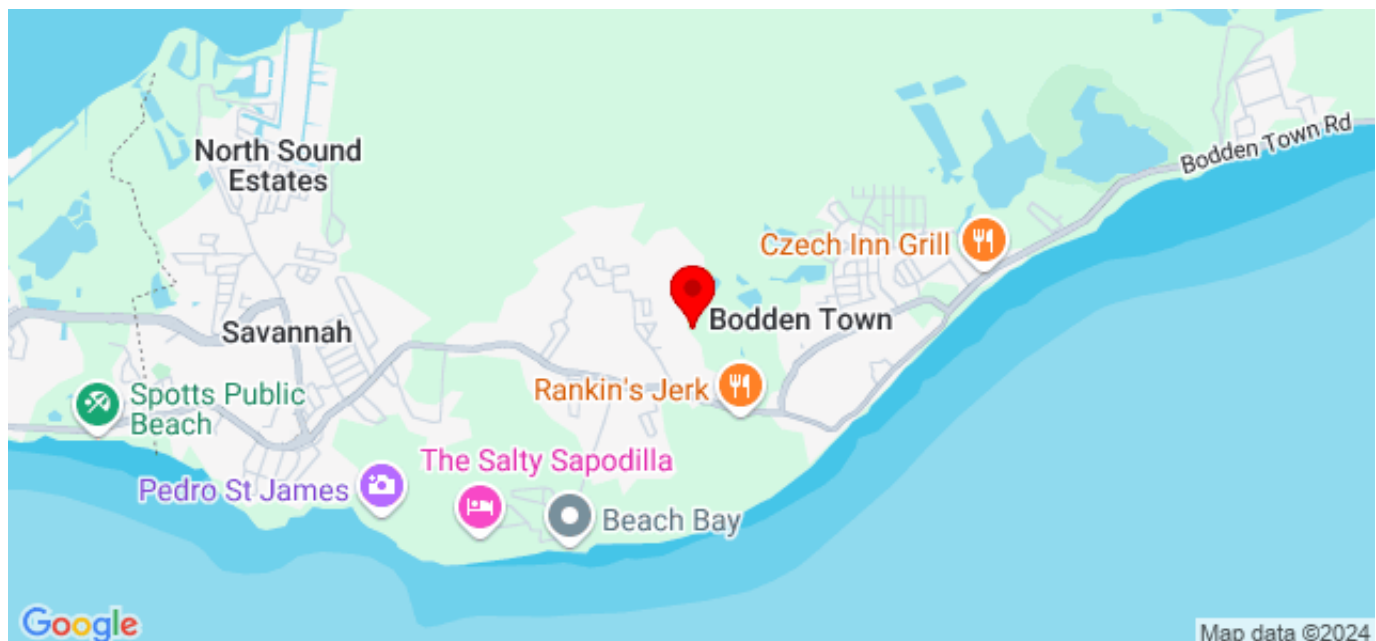 North Sound
Estates
Bodden Town Rd
Czech Inn Grill
Savannah
Bodden Town
Spotts Public
Beach
Rankin's Jerk
The Salty Sapodilla
Pedro St James
Beach Bay
Google
Map data ©2024